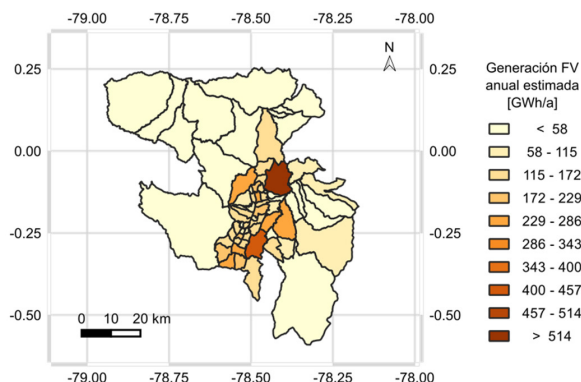 -79.00 -78.75 -78.50 -78.25 -78.00
N
0.25 0.25
0.00 0.00
-0.25 -0.25
-0.50 -0.50
0 10 20 km
-79.00 -78.75 -78.50 -78.25 -78.00
Generación FV
anual estimada
[GWh/a]
< 58
58 - 115
115 - 172
172 - 229
229 - 286
286 - 343
343 - 400
400 - 457
457 - 514
> 514